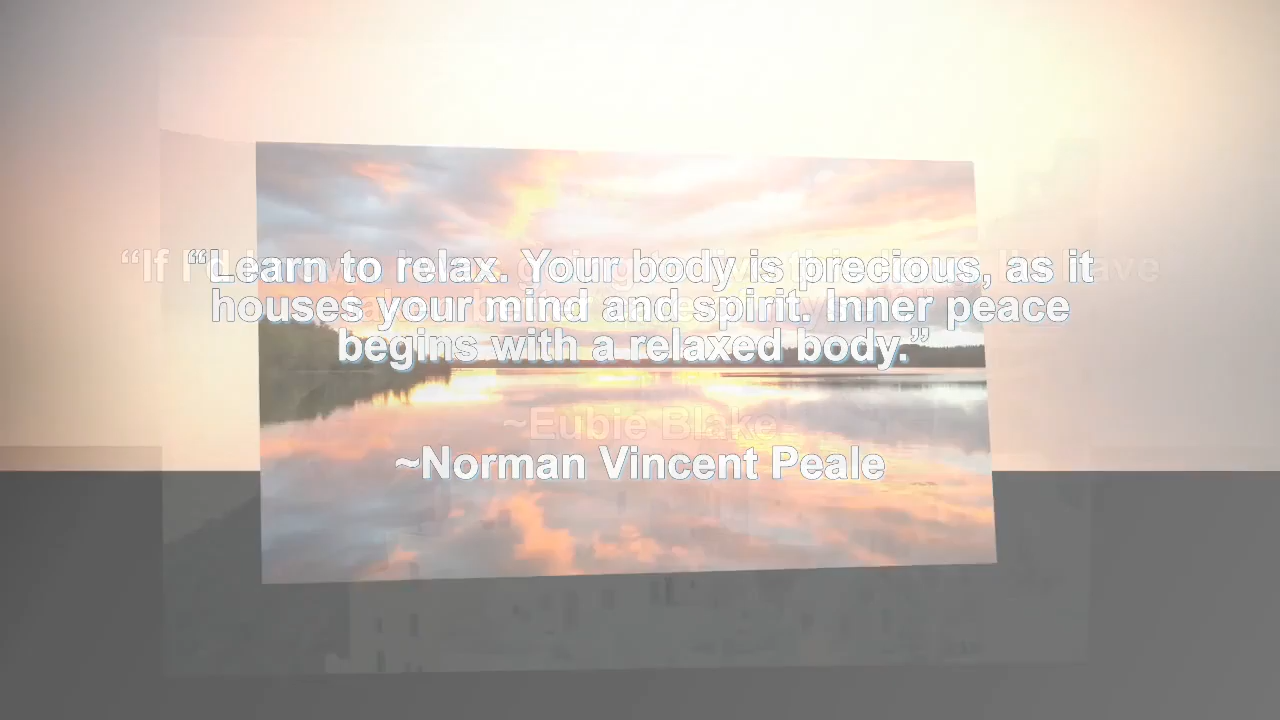 “Learn to relax. Your body is precious, as it
houses your mind and spirit. Inner peace
begins with a relaxed body.”
~Eubie Blake
~Norman Vincent Peale